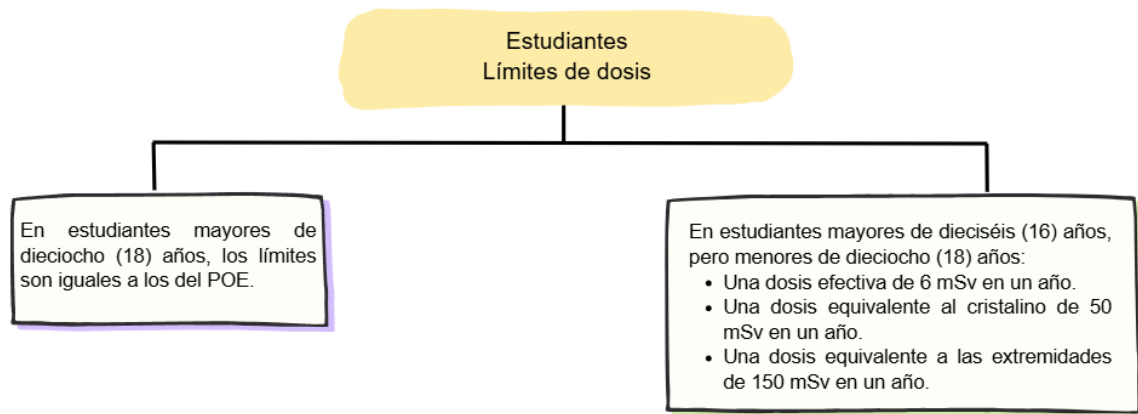 Estudiantes
Límites de dosis
En estudiantes mayores de
dieciocho (18) años, los límites
son iguales a los del POE.
En estudiantes mayores de dieciséis (16) años,
pero menores de dieciocho (18) años:
• Una dosis efectiva de 6 mSv en un año.
• Una dosis equivalente al cristalino de 50
mSv en un año.
• Una dosis equivalente a las extremidades
de 150 mSv en un año.